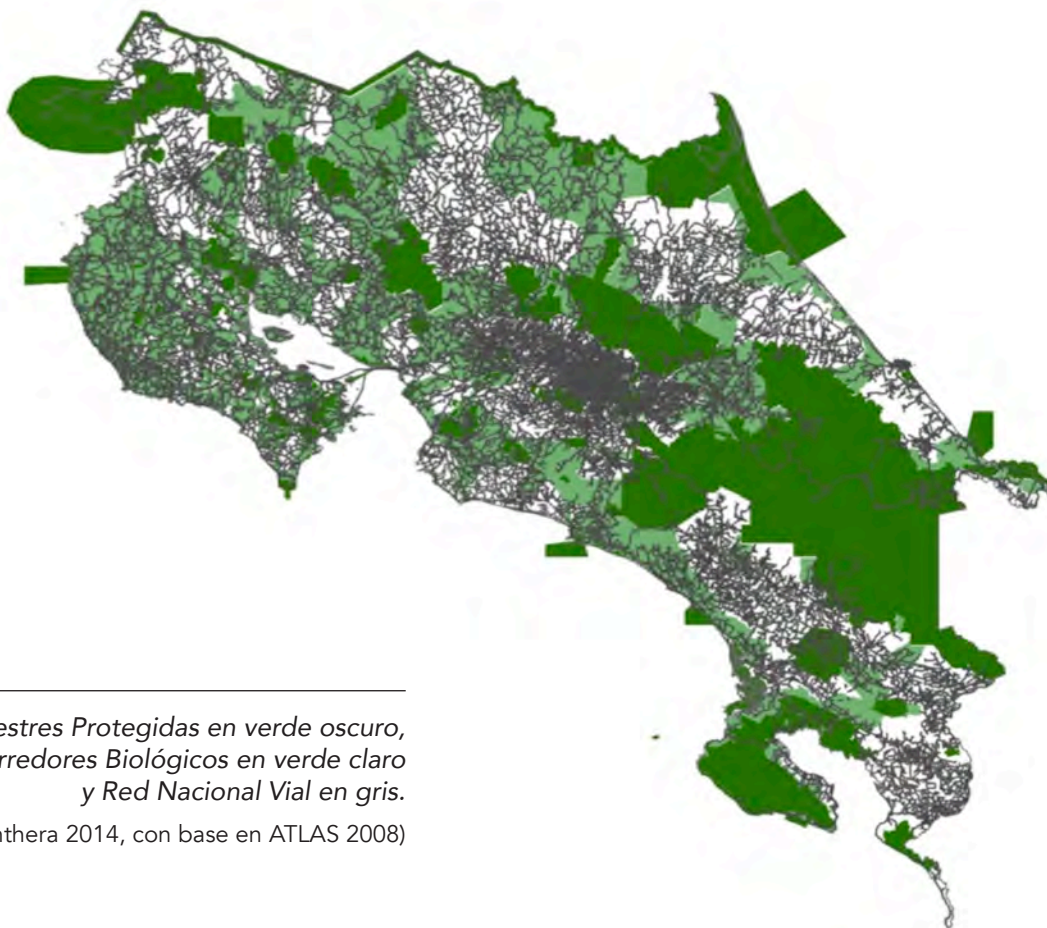 estres Protegidas en verde oscuro,
rredores Biológicos en verde claro
y Red Nacional Vial en gris.
nthera 2014, con base en ATLAS 2008)